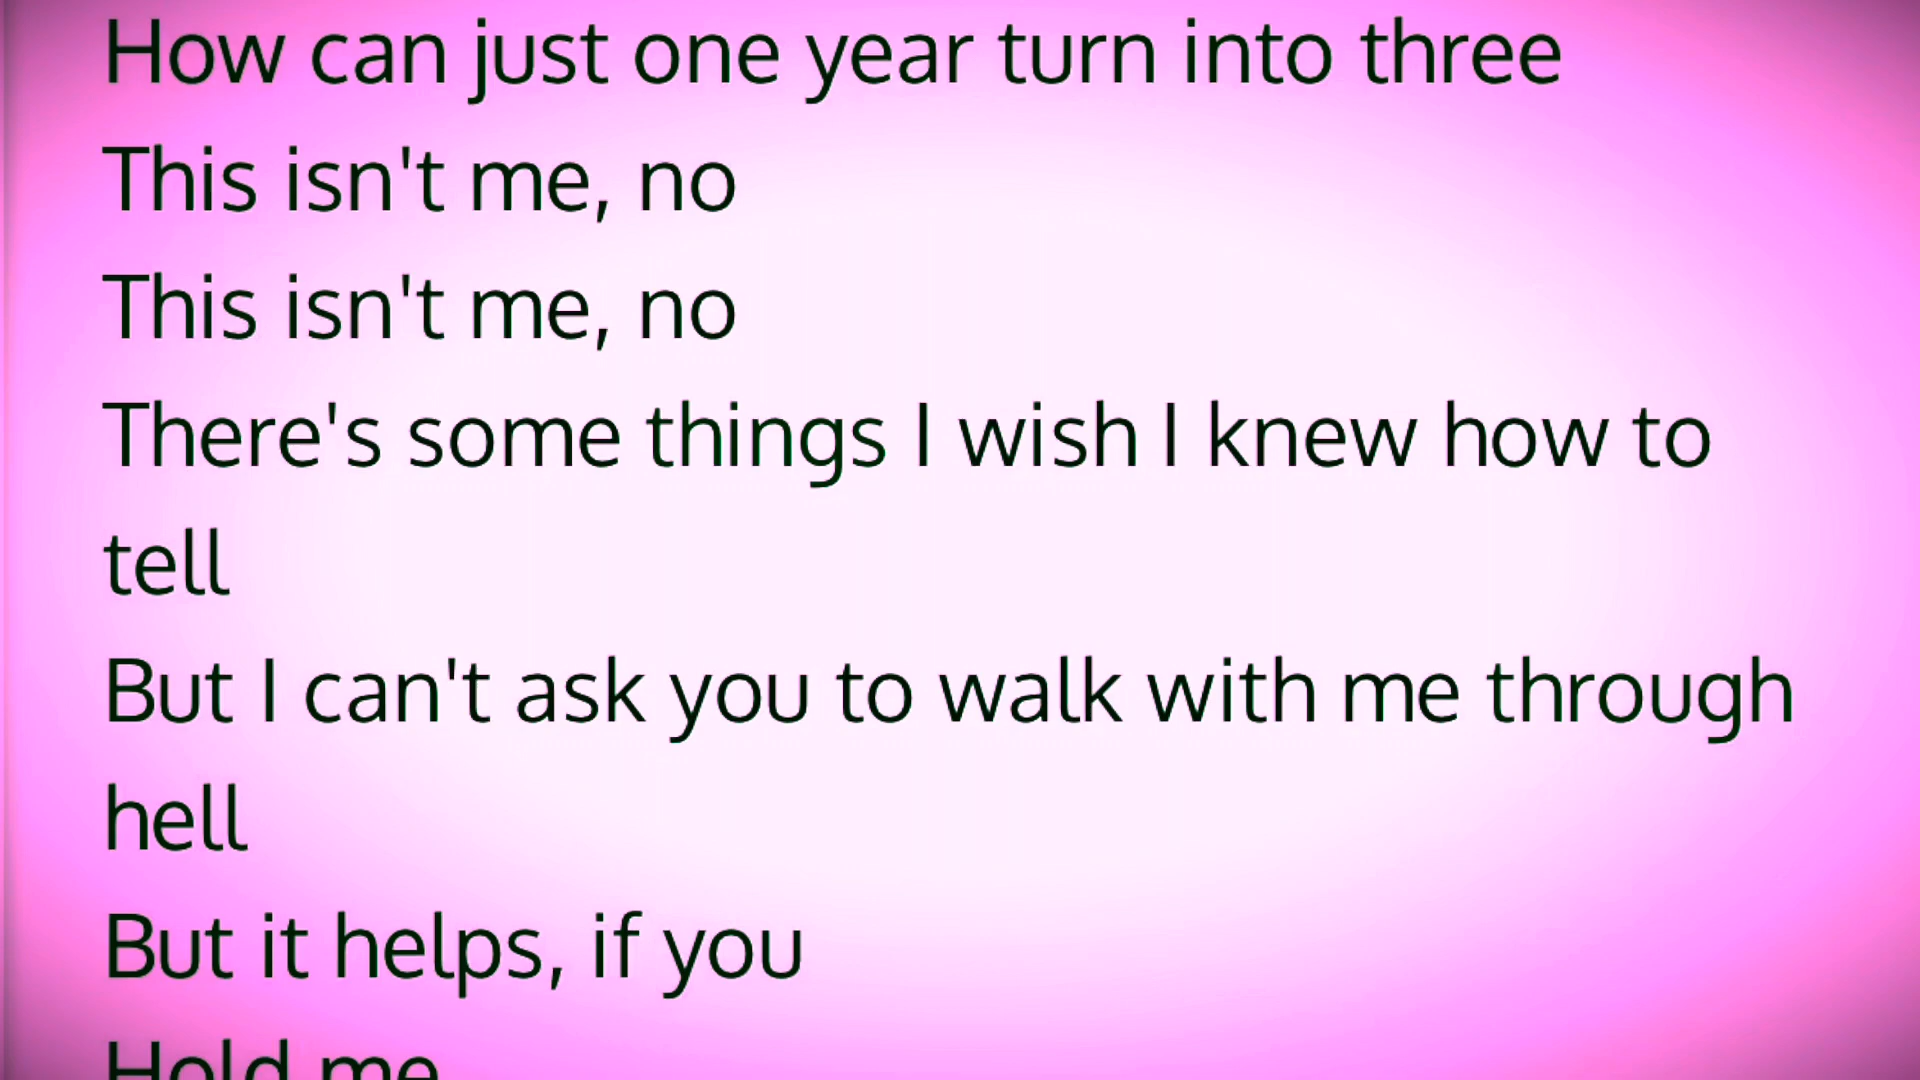 How can just one year turn into three
This isn't me, no
This isn't me, no
There's some things I wish I knew how to
tell
But I can't ask you to walk with me through
hell
But it helps, if you
Hold me